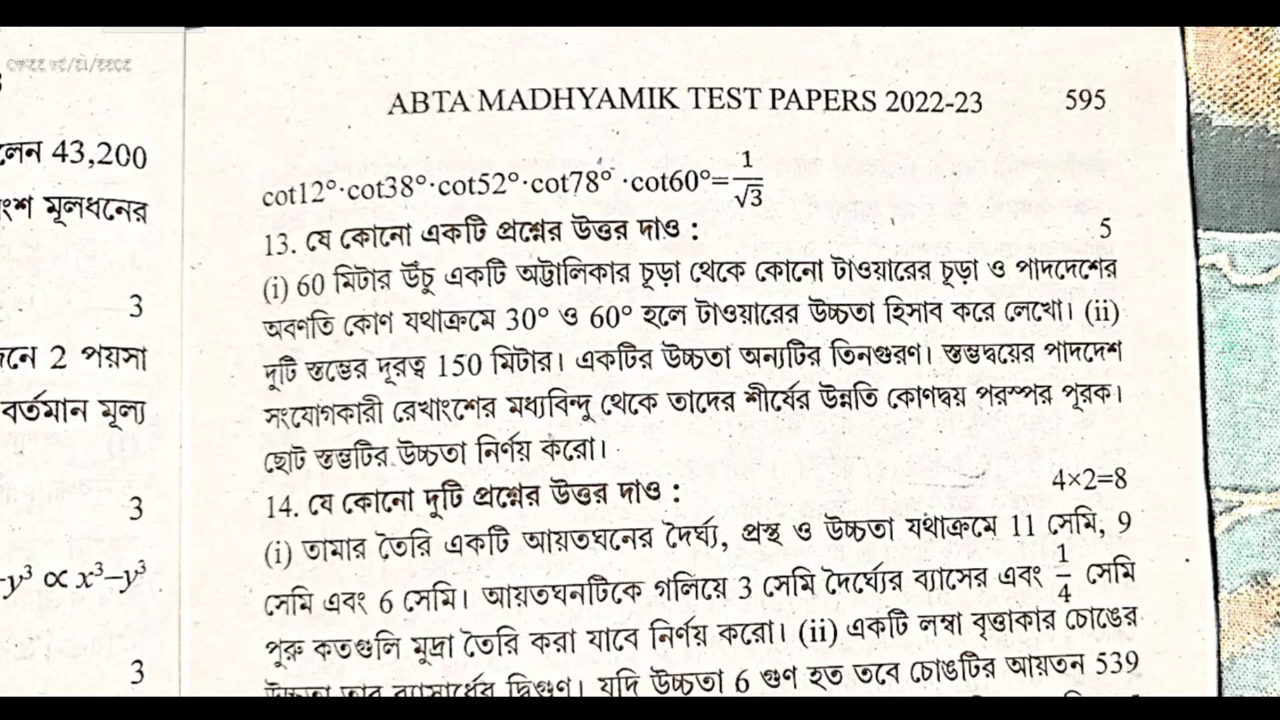 ABTA MADHYAMIK TEST PAPERS 2022-23 595
লেন 43,200
ংশ মূলধনের
3
নে 2 পয়সা
বর্তমান মূল্য
3
-y³ ∝ x³–y³
3
cot12°·cot38°·cot52°·cot78°·cot60°=1/√3
13. যে কোনো একটি প্রশ্নের উত্তর দাও : 5
(i) 60 মিটার উঁচু একটি অট্টালিকার চূড়া থেকে কোনো টাওয়ারের চূড়া ও পাদদেশের
অবণতি কোণ যথাক্রমে 30° ও 60° হলে টাওয়ারের উচ্চতা হিসাব করে লেখো। (ii)
দুটি স্তম্ভের দূরত্ব 150 মিটার। একটির উচ্চতা অন্যটির তিনগুরণ। স্তম্ভদ্বয়ের পাদদেশ
সংযোগকারী রেখাংশের মধ্যবিন্দু থেকে তাদের শীর্ষের উন্নতি কোণদ্বয় পরস্পর পূরক।
ছোট স্তম্ভটির উচ্চতা নির্ণয় করো।
14. যে কোনো দুটি প্রশ্নের উত্তর দাও : 4×2=8
(i) তামার তৈরি একটি আয়তঘনের দৈর্ঘ্য, প্রস্থ ও উচ্চতা যথাক্রমে 11 সেমি, 9
সেমি এবং 6 সেমি। আয়তঘনটিকে গলিয়ে 3 সেমি দৈর্ঘ্যের ব্যাসের এবং 1/4 সেমি
পুরু কতগুলি মুদ্রা তৈরি করা যাবে নির্ণয় করো। (ii) একটি লম্বা বৃত্তাকার চোঙের
উচ্চতা তার ব্যাসার্ধের দ্বিগুণ। যদি উচ্চতা 6 গুণ হত তবে চোঙটির আয়তন 539